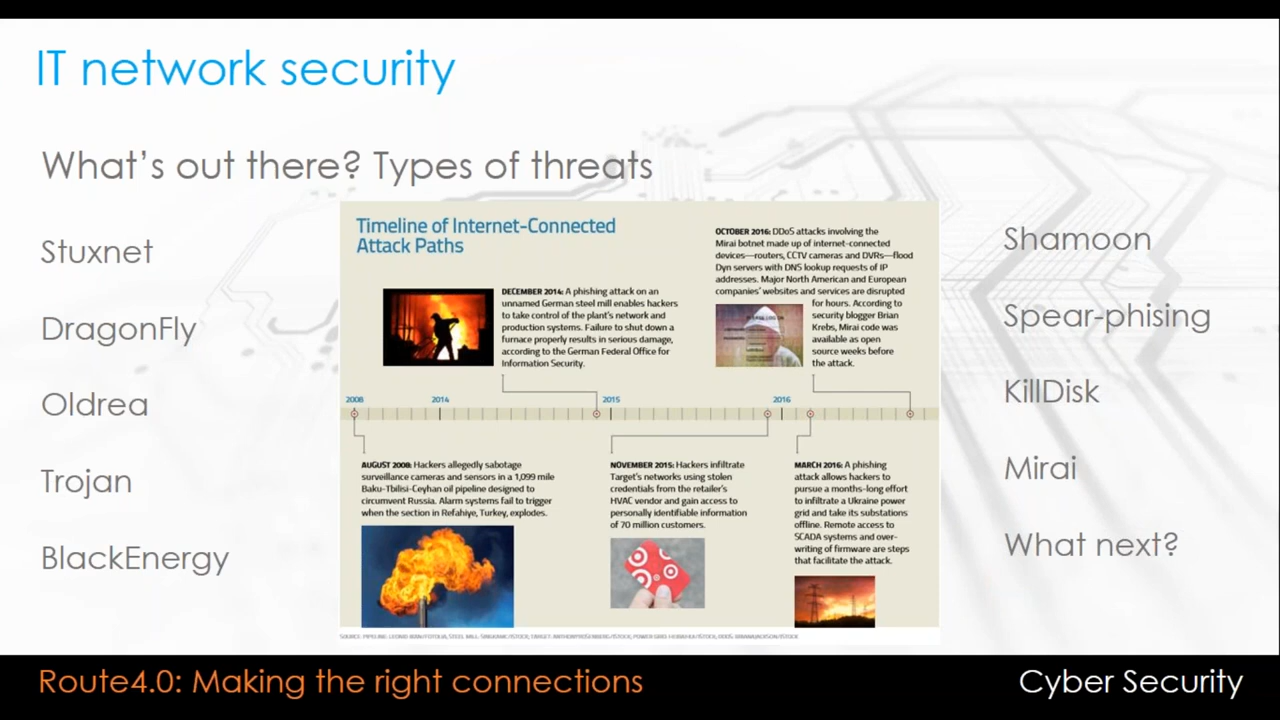 IT network security
What's out there? Types of threats
Stuxnet
DragonFly
Oldrea
Trojan
BlackEnergy
Timeline of Internet-Connected
Attack Paths
DECEMBER 2014: A phishing attack on an
unnamed German steel mill enables hackers
to take control of the plant's network and
production systems. Failure to shut down a
furnace properly results in serious damage,
according to the German Federal Office for
Information Security.
OCTOBER 2016: DDoS attacks involving the
Mirai botnet made up of internet-connected
devices—routers, CCTV cameras and DVRs—flood
Dyn servers with DNS lookup requests of IP
addresses. Major North American and European
companies' websites and services are disrupted
for hours. According to
security blogger Brian
Krebs, Mirai code was
available as open
source weeks before
the attack.
PLEASE LOG IN
2008
2014
2015
2016
AUGUST 2008: Hackers allegedly sabotage
surveillance cameras and sensors in a 1,099 mile
Baku-Tbilisi-Ceyhan oil pipeline designed to
circumvent Russia. Alarm systems fail to trigger
when the section in Refahiye, Turkey, explodes.
NOVEMBER 2015: Hackers infiltrate
Target's networks using stolen
credentials from the retailer's
HVAC vendor and gain access to
personally identifiable information
of 70 million customers.
MARCH 2016: A phishing
attack allows hackers to
pursue a months-long effort
to infiltrate a Ukraine power
grid and take its substations
offline. Remote access to
SCADA systems and over-
writing of firmware are steps
that facilitate the attack.
Shamoon
Spear-phising
KillDisk
Mirai
What next?
Route4.0: Making the right connections
Cyber Security